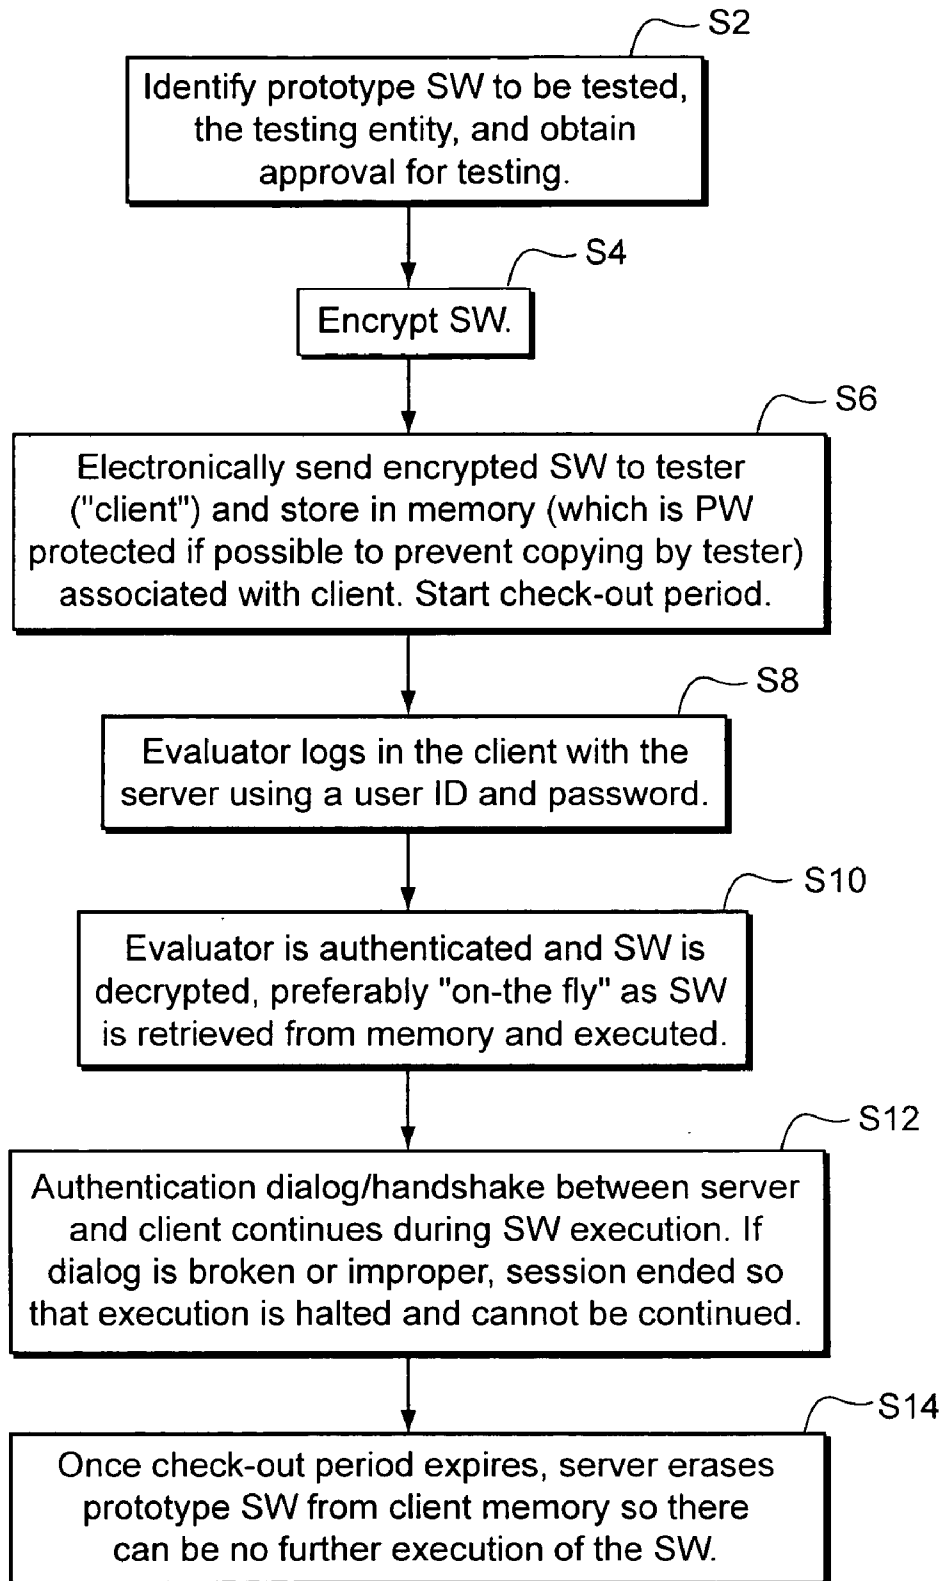 S2
Identify prototype SW to be tested,
the testing entity, and obtain
approval for testing.
S4
Encrypt SW.
S6
Electronically send encrypted SW to tester
("client") and store in memory (which is PW
protected if possible to prevent copying by tester)
associated with client. Start check-out period.
S8
Evaluator logs in the client with the
server using a user ID and password.
S10
Evaluator is authenticated and SW is
decrypted, preferably "on-the fly" as SW
is retrieved from memory and executed.
S12
Authentication dialog/handshake between server
and client continues during SW execution. If
dialog is broken or improper, session ended so
that execution is halted and cannot be continued.
S14
Once check-out period expires, server erases
prototype SW from client memory so there
can be no further execution of the SW.